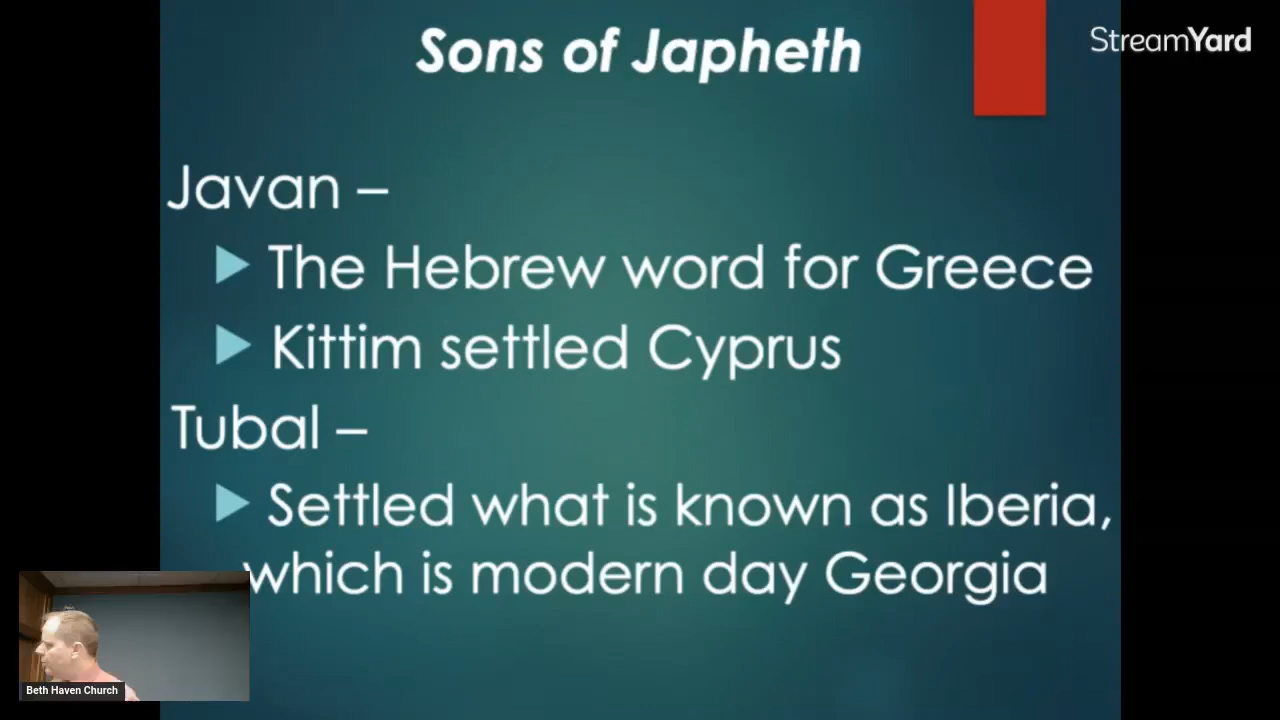 Sons of Japheth
StreamYard
Javan –
The Hebrew word for Greece
Kittim settled Cyprus
Tubal –
Settled what is known as Iberia,
which is modern day Georgia
Beth Haven Church